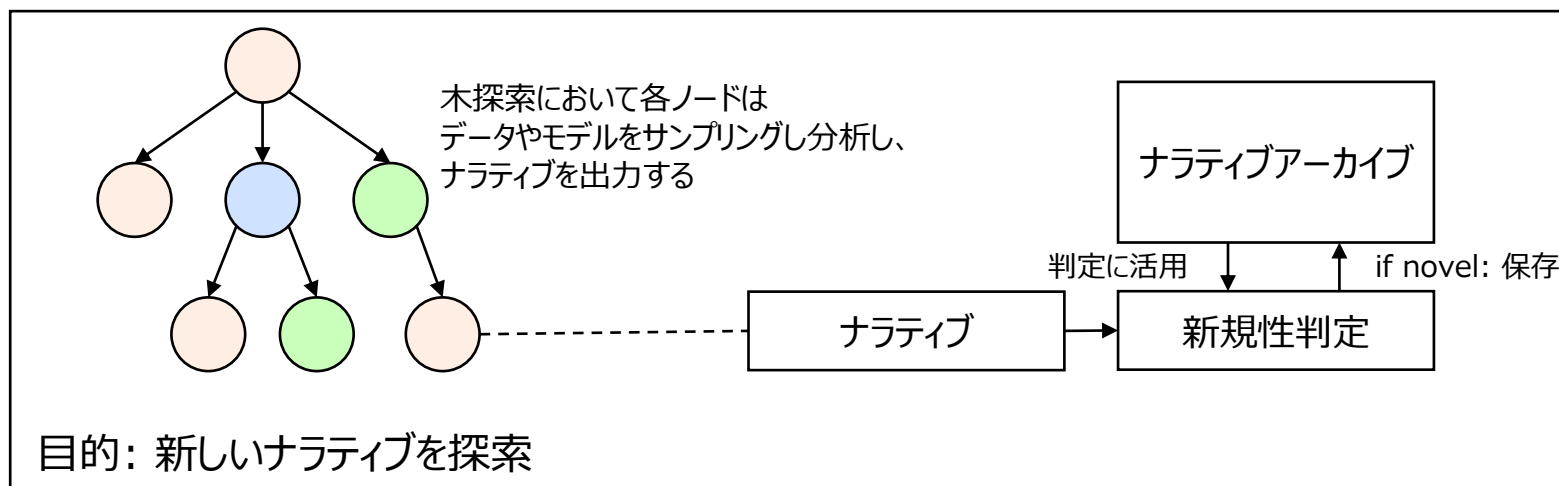 木探索において各ノードは
データやモデルをサンプリングし分析し、
ナラティブを出力する
ナラティブアーカイブ
判定に活用
if novel: 保存
ナラティブ
新規性判定
目的: 新しいナラティブを探索